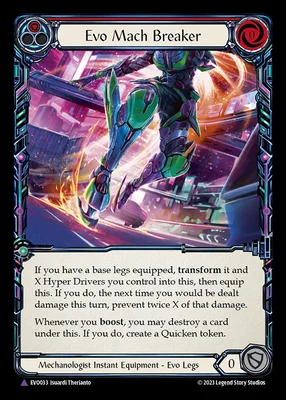 Evo Mach Breaker
If you have a base legs equipped, transform it and
X Hyper Drivers you control into this, then equip
this. If you do, the next time you would be dealt
damage this turn, prevent twice X of that damage.
Whenever you boost, you may destroy a card
under this. If you do, create a Quicken token.
Mechanologist Instant Equipment - Evo Legs
0
EVO033 Isuardi Therianto
© 2023 Legend Story Studios